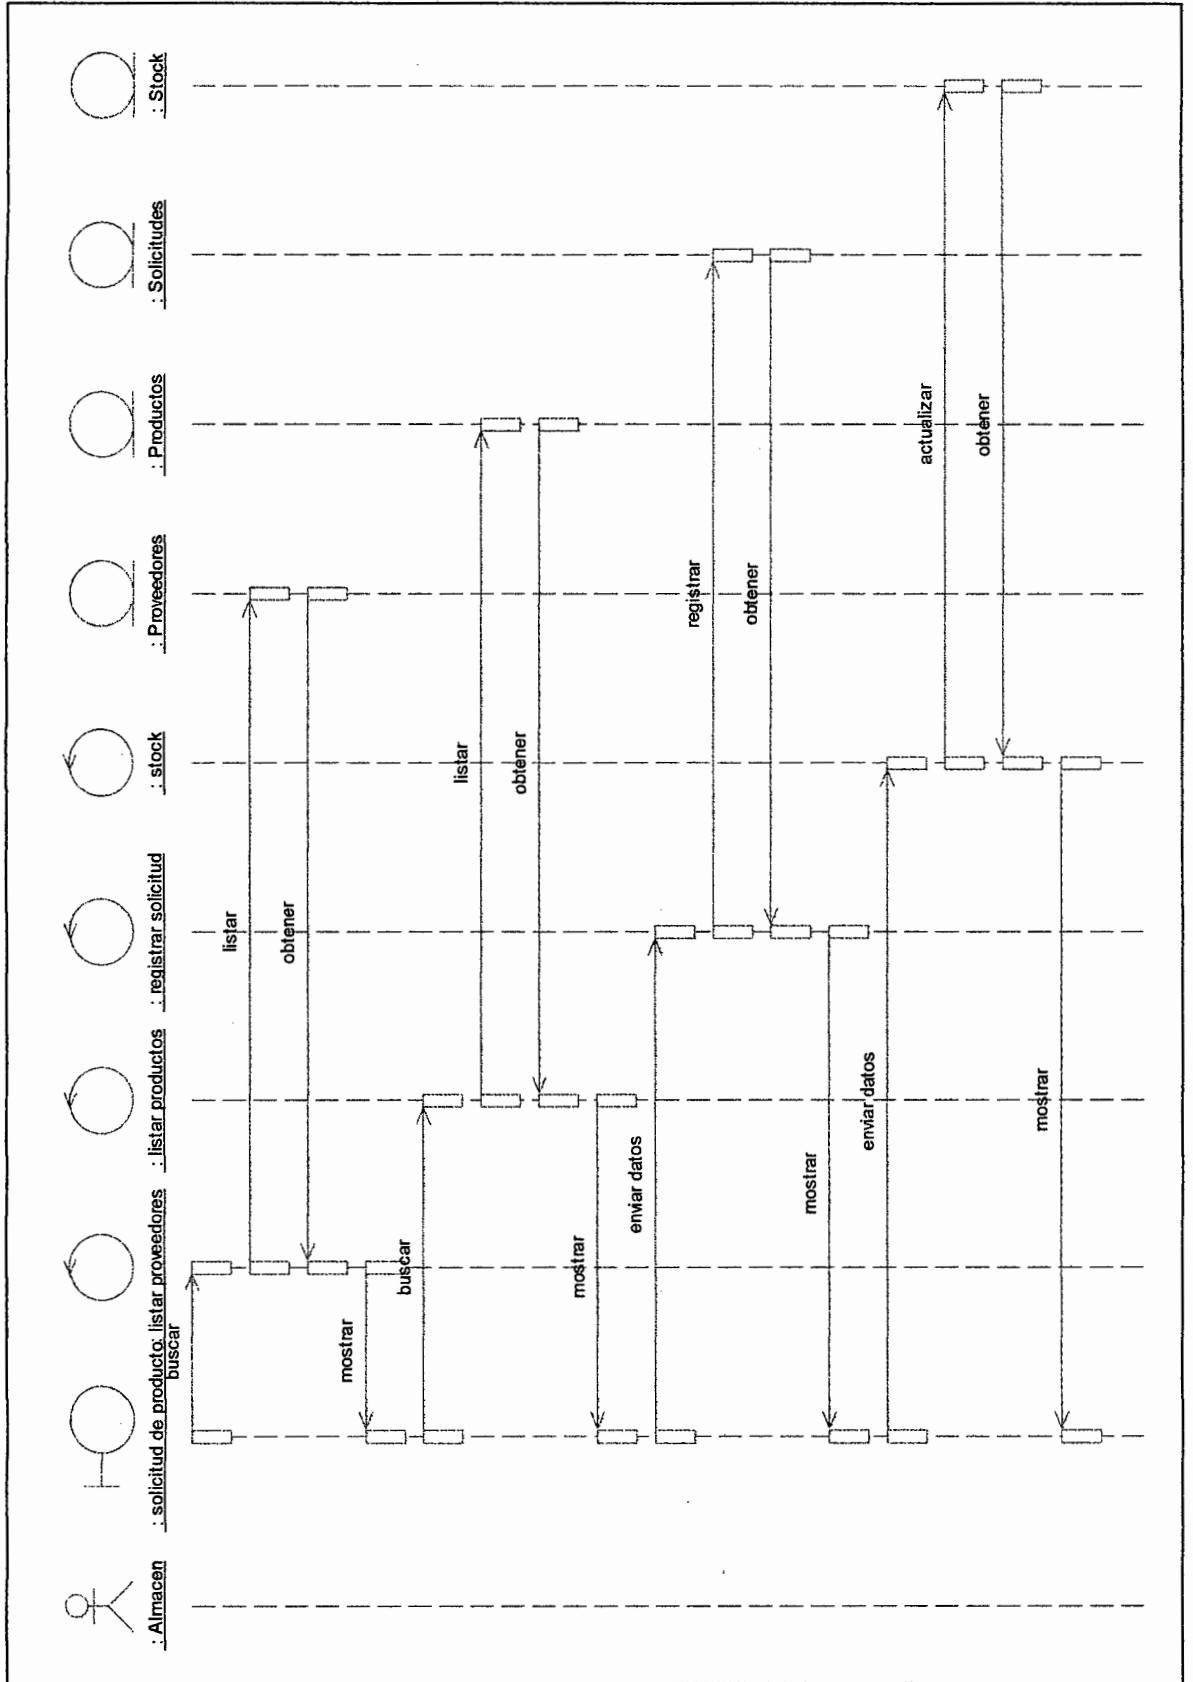 : Almacen
: solicitud de producto
: listar proveedores
: listar productos
: registrar solicitud
: stock
: Proveedores
: Productos
: Solicitudes
: Stock
buscar
listar
obtener
mostrar
buscar
listar
obtener
mostrar
enviar datos
registrar
obtener
mostrar
enviar datos
actualizar
obtener
mostrar